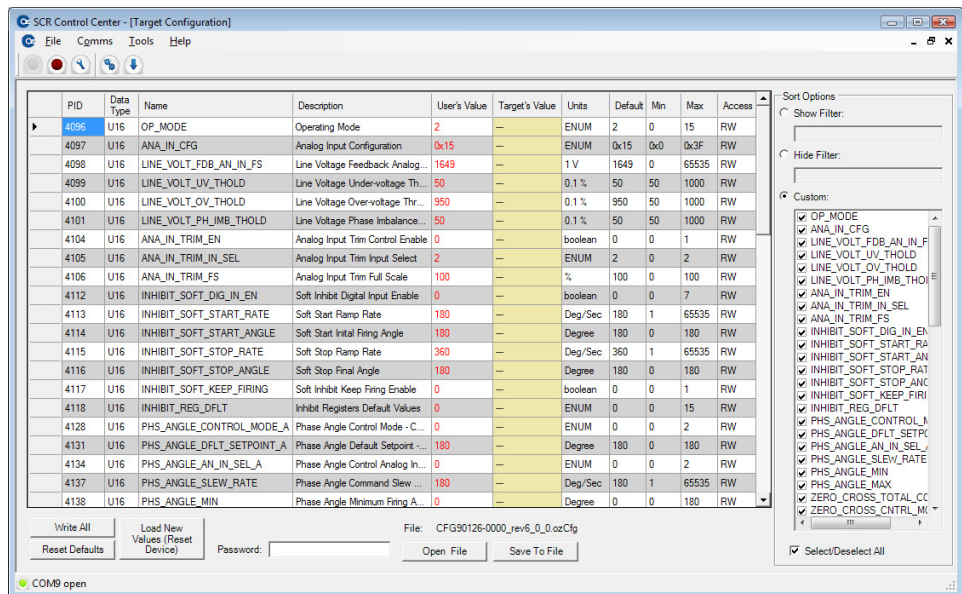 SCR Control Center - [Target Configuration]
File Comms Tools Help
PID Data Type Name Description User's Value Target's Value Units Default Min Max Access
4096 U16 OP_MODE Operating Mode 2 --- ENUM 2 0 15 RW
4097 U16 ANA_IN_CFG Analog Input Configuration 0x15 --- ENUM 0x15 0x0 0x3F RW
4098 U16 LINE_VOLT_FDB_AN_IN_FS Line Voltage Feedback Analog... 1649 --- 1 V 1649 0 65535 RW
4099 U16 LINE_VOLT_UV_THOLD Line Voltage Under-voltage Th... 50 --- 0.1 % 50 50 1000 RW
4100 U16 LINE_VOLT_OV_THOLD Line Voltage Over-voltage Thr... 950 --- 0.1 % 950 50 1000 RW
4101 U16 LINE_VOLT_PH_IMB_THOLD Line Voltage Phase Imbalance... 50 --- 0.1 % 50 50 1000 RW
4104 U16 ANA_IN_TRIM_EN Analog Input Trim Control Enable 0 --- boolean 0 0 1 RW
4105 U16 ANA_IN_TRIM_IN_SEL Analog Input Trim Input Select 2 --- ENUM 2 0 2 RW
4106 U16 ANA_IN_TRIM_FS Analog Input Trim Full Scale 100 --- % 100 0 100 RW
4112 U16 INHIBIT_SOFT_DIG_IN_EN Soft Inhibit Digital Input Enable 0 --- boolean 0 0 7 RW
4113 U16 INHIBIT_SOFT_START_RATE Soft Start Ramp Rate 180 --- Deg/Sec 180 1 65535 RW
4114 U16 INHIBIT_SOFT_START_ANGLE Soft Start Inital Firing Angle 180 --- Degree 180 0 180 RW
4115 U16 INHIBIT_SOFT_STOP_RATE Soft Stop Ramp Rate 360 --- Deg/Sec 360 1 65535 RW
4116 U16 INHIBIT_SOFT_STOP_ANGLE Soft Stop Final Angle 180 --- Degree 180 0 180 RW
4117 U16 INHIBIT_SOFT_KEEP_FIRING Soft Inhibit Keep Firing Enable 0 --- boolean 0 0 1 RW
4118 U16 INHIBIT_REG_DFLT Inhibit Registers Default Values 0 --- ENUM 0 0 15 RW
4128 U16 PHS_ANGLE_CONTROL_MODE_A Phase Angle Control Mode - C... 0 --- ENUM 0 0 2 RW
4131 U16 PHS_ANGLE_DFLT_SETPOINT_A Phase Angle Default Setpoint -... 180 --- Degree 180 0 180 RW
4134 U16 PHS_ANGLE_AN_IN_SEL_A Phase Angle Control Analog In... 0 --- ENUM 0 0 2 RW
4137 U16 PHS_ANGLE_SLEW_RATE Phase Angle Command Slew ... 180 --- Deg/Sec 180 1 65535 RW
4138 U16 PHS_ANGLE_MIN Phase Angle Minimum Firing A... 0 --- Degree 0 0 180 RW
Sort Options
Show Filter:
Hide Filter:
Custom:
OP_MODE
ANA_IN_CFG
LINE_VOLT_FDB_AN_IN_F
LINE_VOLT_UV_THOLD
LINE_VOLT_OV_THOLD
LINE_VOLT_PH_IMB_THOI
ANA_IN_TRIM_EN
ANA_IN_TRIM_IN_SEL
ANA_IN_TRIM_FS
INHIBIT_SOFT_DIG_IN_EN
INHIBIT_SOFT_START_RA
INHIBIT_SOFT_START_AN
INHIBIT_SOFT_STOP_RAT
INHIBIT_SOFT_STOP_ANC
INHIBIT_SOFT_KEEP_FIRI
INHIBIT_REG_DFLT
PHS_ANGLE_CONTROL_M
PHS_ANGLE_DFLT_SETPO
PHS_ANGLE_AN_IN_SEL_
PHS_ANGLE_SLEW_RATE
PHS_ANGLE_MIN
PHS_ANGLE_MAX
ZERO_CROSS_TOTAL_CC
ZERO_CROSS_CNTRL_M
Select/Deselect All
Write All
Reset Defaults
Load New Values (Reset Device)
Password:
File: CFG90126-0000_rev6_0_0.ozCfg
Open File
Save To File
COM9 open